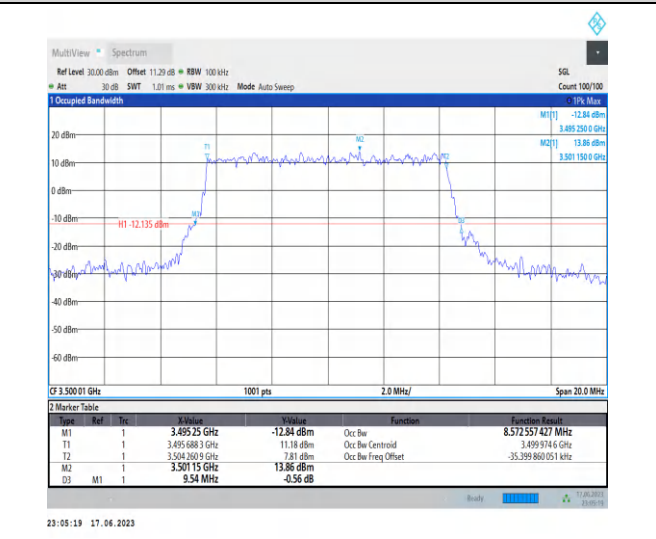 MultiView Spectrum
Ref Level 30.00 dBm Offset 11.29 dB RBW 100 kHz SGL
Att 30 dB SWT 1.01 ms VBW 300 kHz Mode Auto Sweep Count 100/100
1 Occupied Bandwidth 1Pk Max
M1[1] -12.84 dBm
3.495 250 0 GHz
M2[1] 13.86 dBm
3.501 150 0 GHz
20 dBm
T1 M2
10 dBm T2
0 dBm
-10 dBm M1
H1 -12.135 dBm D3
-20 dBm
-30 dBm
-40 dBm
-50 dBm
-60 dBm
CF 3.500 01 GHz 1001 pts 2.0 MHz/ Span 20.0 MHz
2 Marker Table
Type Ref Trc X-Value Y-Value Function Function Result
M1 1 3.495 25 GHz -12.84 dBm Occ Bw 8.572 557 427 MHz
T1 1 3.495 688 3 GHz 11.18 dBm Occ Bw Centroid 3.499 974 6 GHz
T2 1 3.504 260 9 GHz 7.81 dBm Occ Bw Freq Offset -35.399 860 051 kHz
M2 1 3.501 15 GHz 13.86 dBm
D3 M1 1 9.54 MHz -0.56 dB
Ready 17.06.2023
23:05:19
23:05:19 17.06.2023